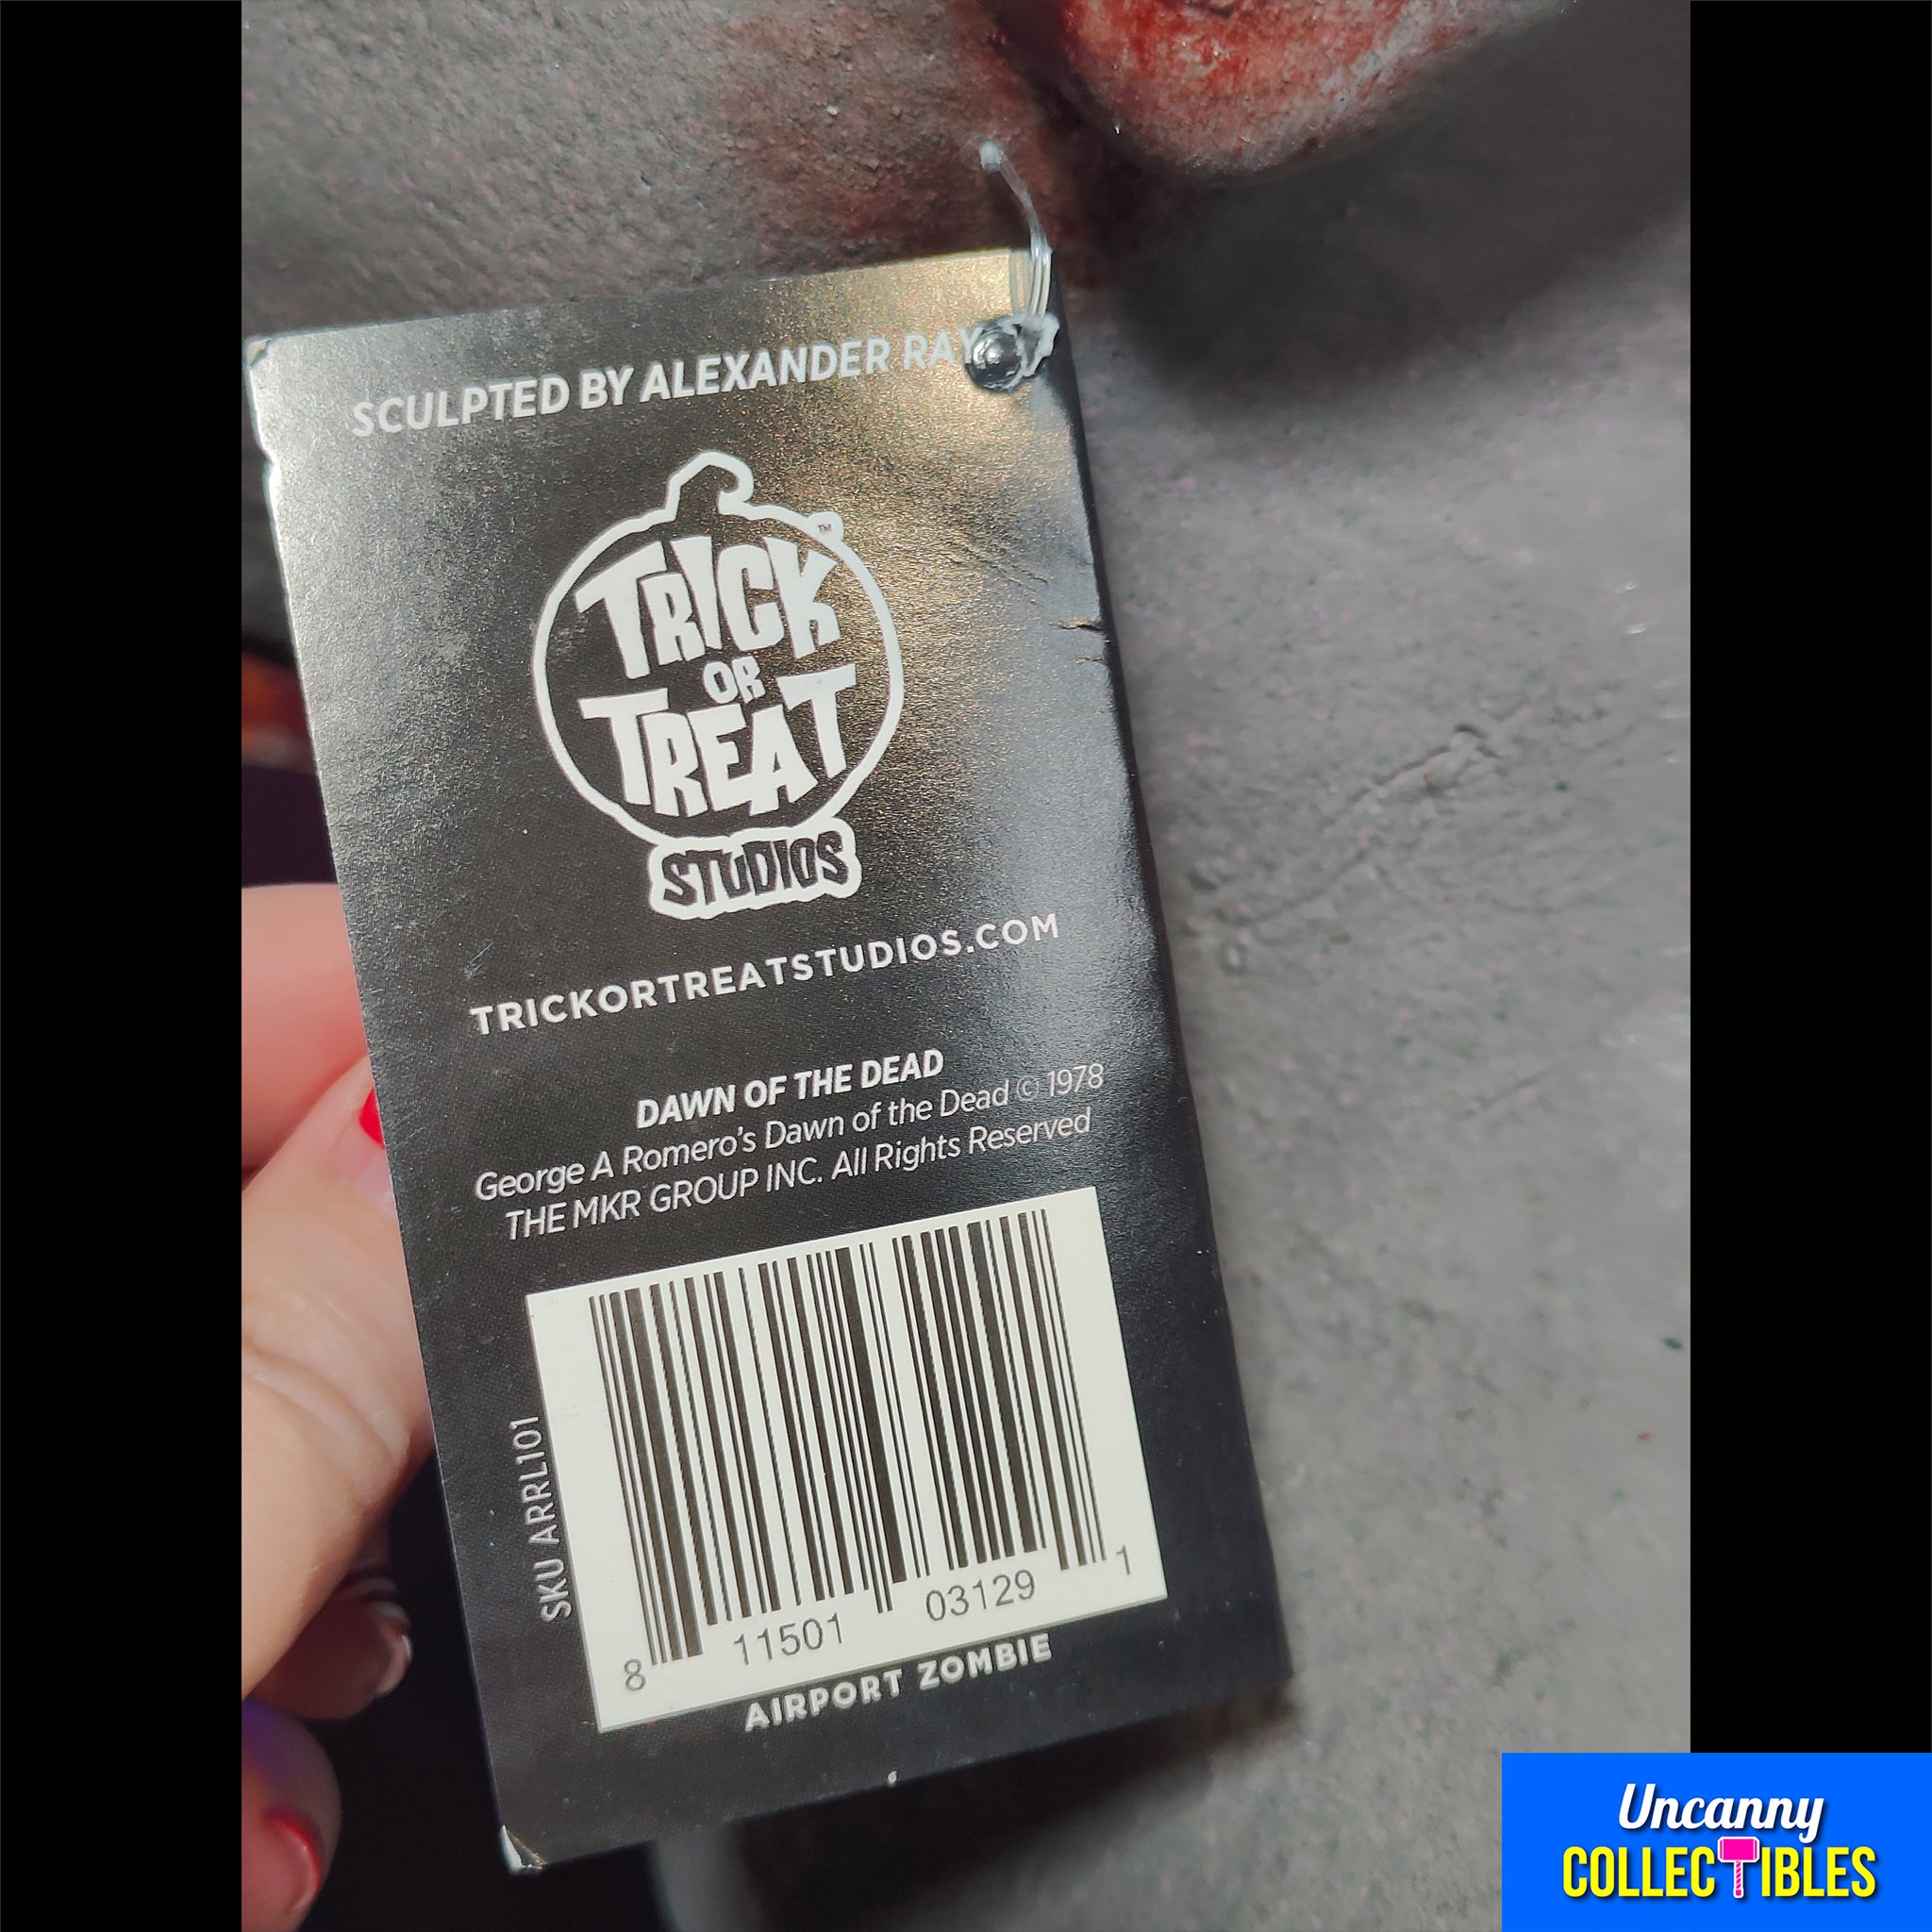 SCULPTED BY ALEXANDER RAY
TRICK
OR
TREAT
™
STUDIOS
TRICKORTREATSTUDIOS.COM
DAWN OF THE DEAD
George A Romero's Dawn of the Dead © 1978
THE MKR GROUP INC. All Rights Reserved
SKU ARRL101
8 11501 03129 1
AIRPORT ZOMBIE
Uncanny
COLLECTIBLES